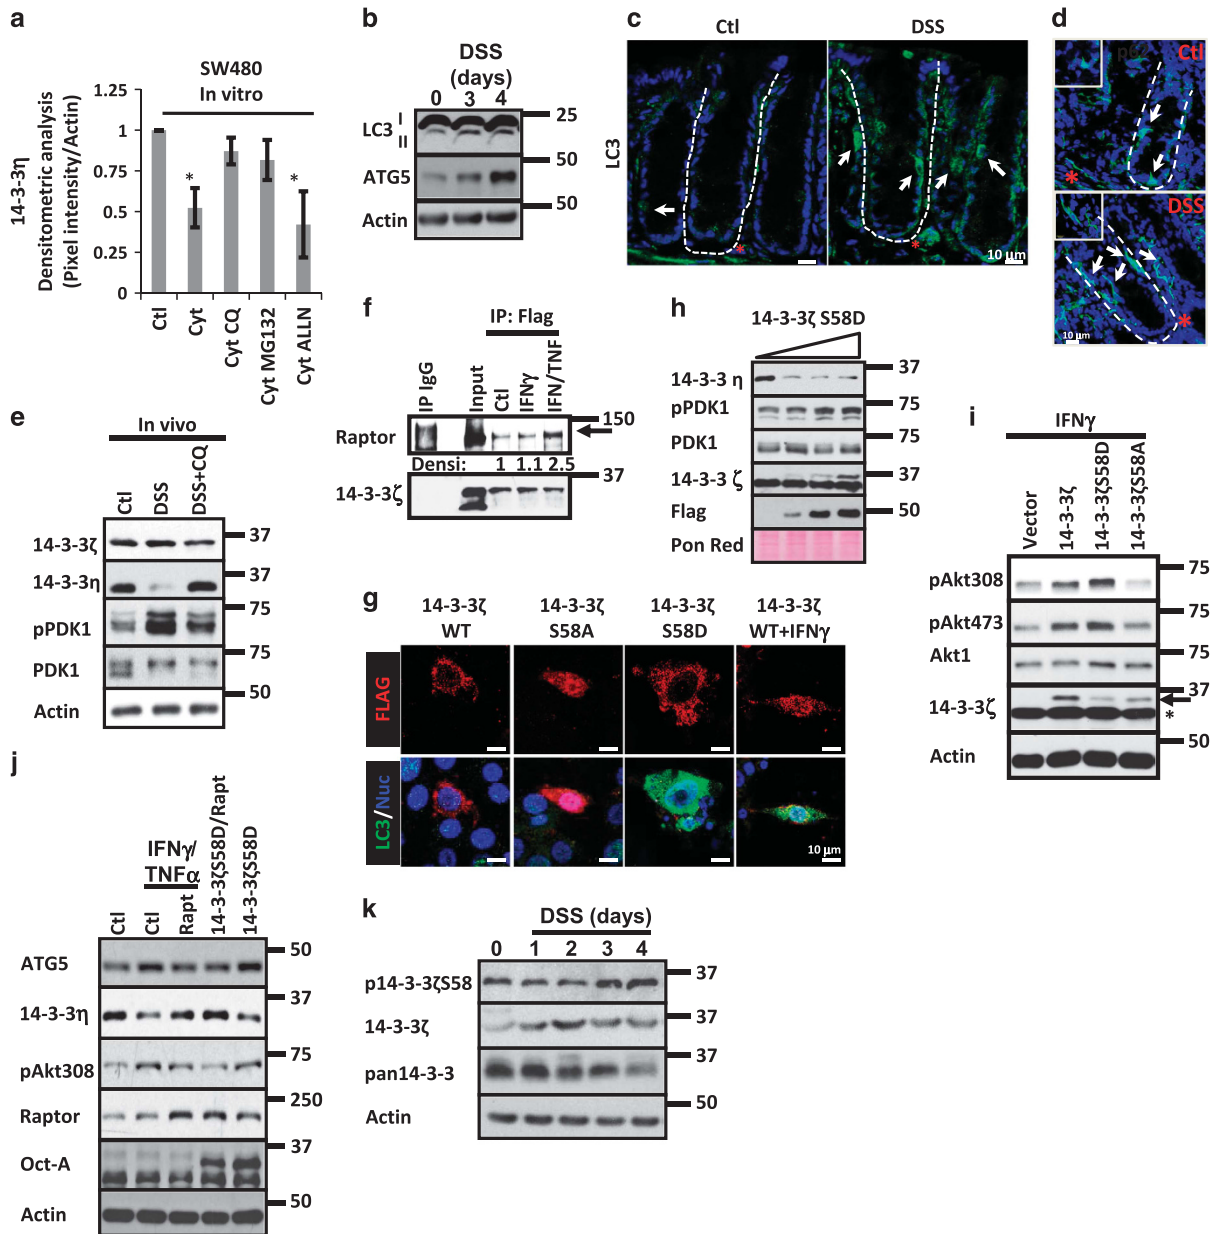 a
SW480
In vitro
14-3-3η
Densitometric analysis
(Pixel intensity/Actin)
1.25
1
0.75
0.5
0.25
0
*
*
Ctl
Cyt
Cyt CQ
Cyt MG132
Cyt ALLN
b
DSS
(days)
0 3 4
LC3 I
II
ATG5
Actin
25
50
50
c
Ctl
DSS
LC3
*
*
10 µm
d
p62
Ctl
*
DSS
*
10 µm
e
In vivo
Ctl
DSS
DSS+CQ
14-3-3ζ
14-3-3η
pPDK1
PDK1
Actin
37
37
75
75
50
f
IP: Flag
IP IgG
Input
Ctl
IFNγ
IFN/TNF
Raptor
150
Densi: 1 1.1 2.5
14-3-3ζ
37
g
14-3-3ζ WT
14-3-3ζ S58A
14-3-3ζ S58D
14-3-3ζ WT+IFNγ
FLAG
LC3/Nuc
10 µm
h
14-3-3ζ S58D
14-3-3 η
pPDK1
PDK1
14-3-3 ζ
Flag
Pon Red
37
75
75
37
50
i
IFNγ
Vector
14-3-3ζ
14-3-3ζS58D
14-3-3ζS58A
pAkt308
pAkt473
Akt1
14-3-3ζ
Actin
75
75
75
37
*
50
j
IFNγ/
TNFα
Ctl
Ctl
Rapt
14-3-3ζS58D/Rapt
14-3-3ζS58D
ATG5
14-3-3η
pAkt308
Raptor
Oct-A
Actin
50
37
75
250
37
50
k
DSS (days)
0 1 2 3 4
p14-3-3ζS58
14-3-3ζ
pan14-3-3
Actin
37
37
37
50